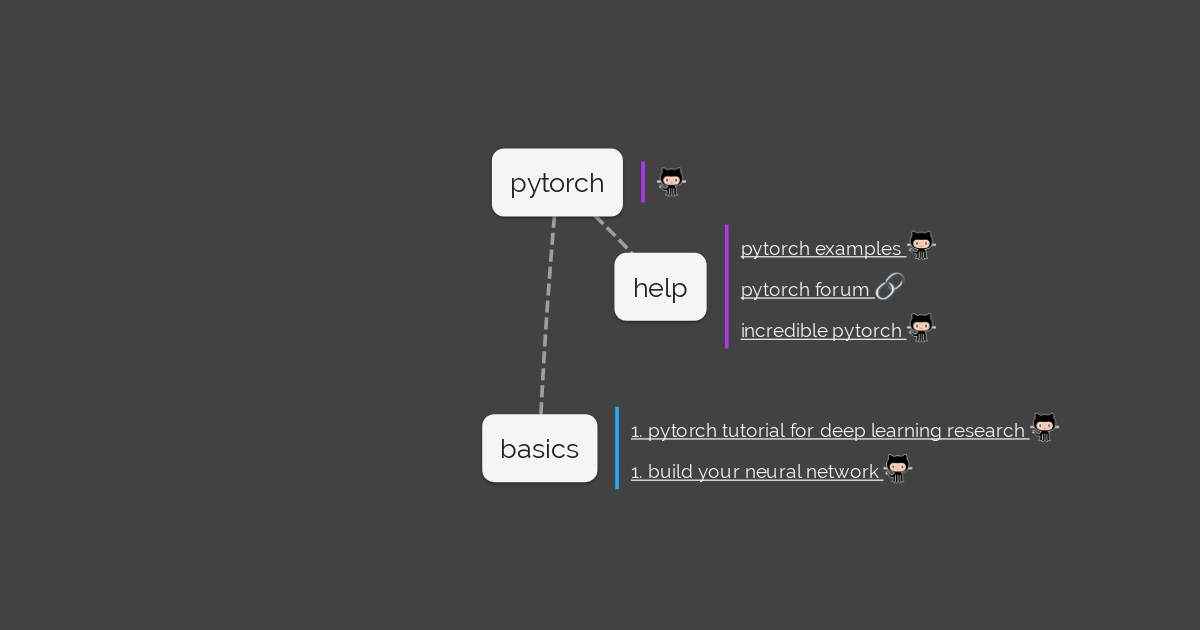 pytorch
pytorch examples
help
pytorch forum
incredible pytorch
basics
1. pytorch tutorial for deep learning research
1. build your neural network